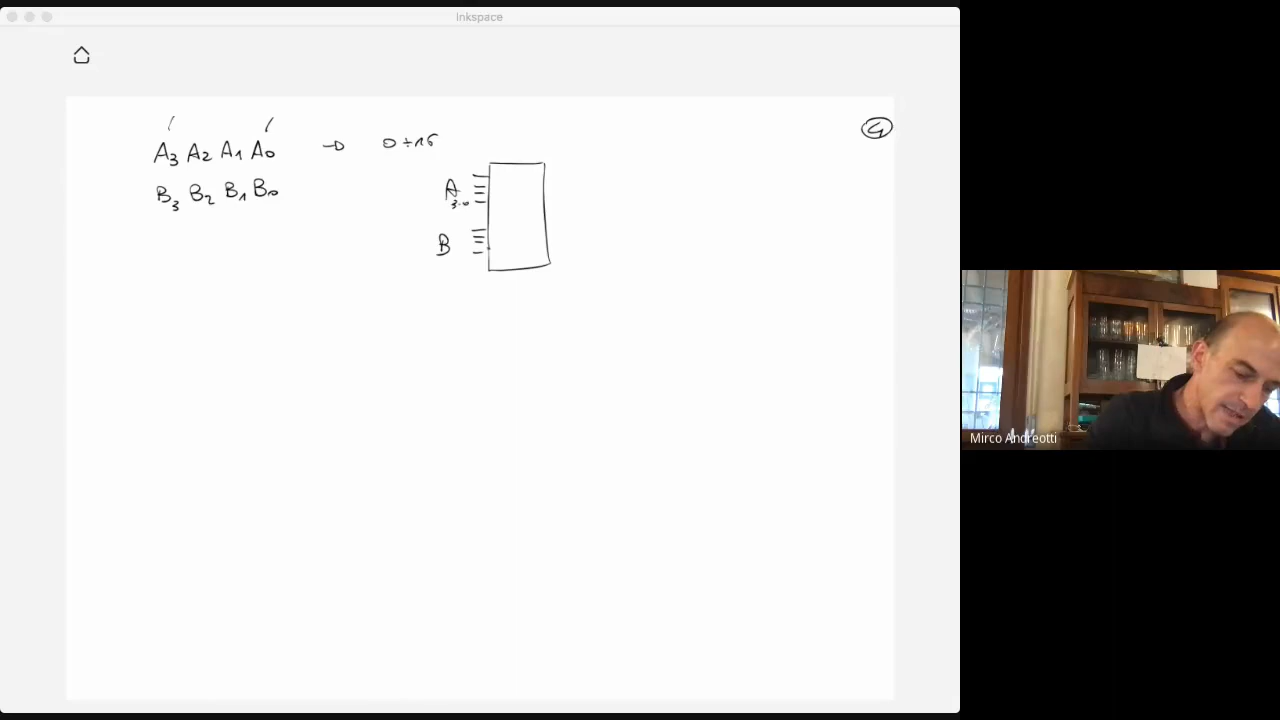 Inkspace
A3 A2 A1 A0 → 0÷15
B3 B2 B1 B0
A
3-0
B
Mirco Andreotti